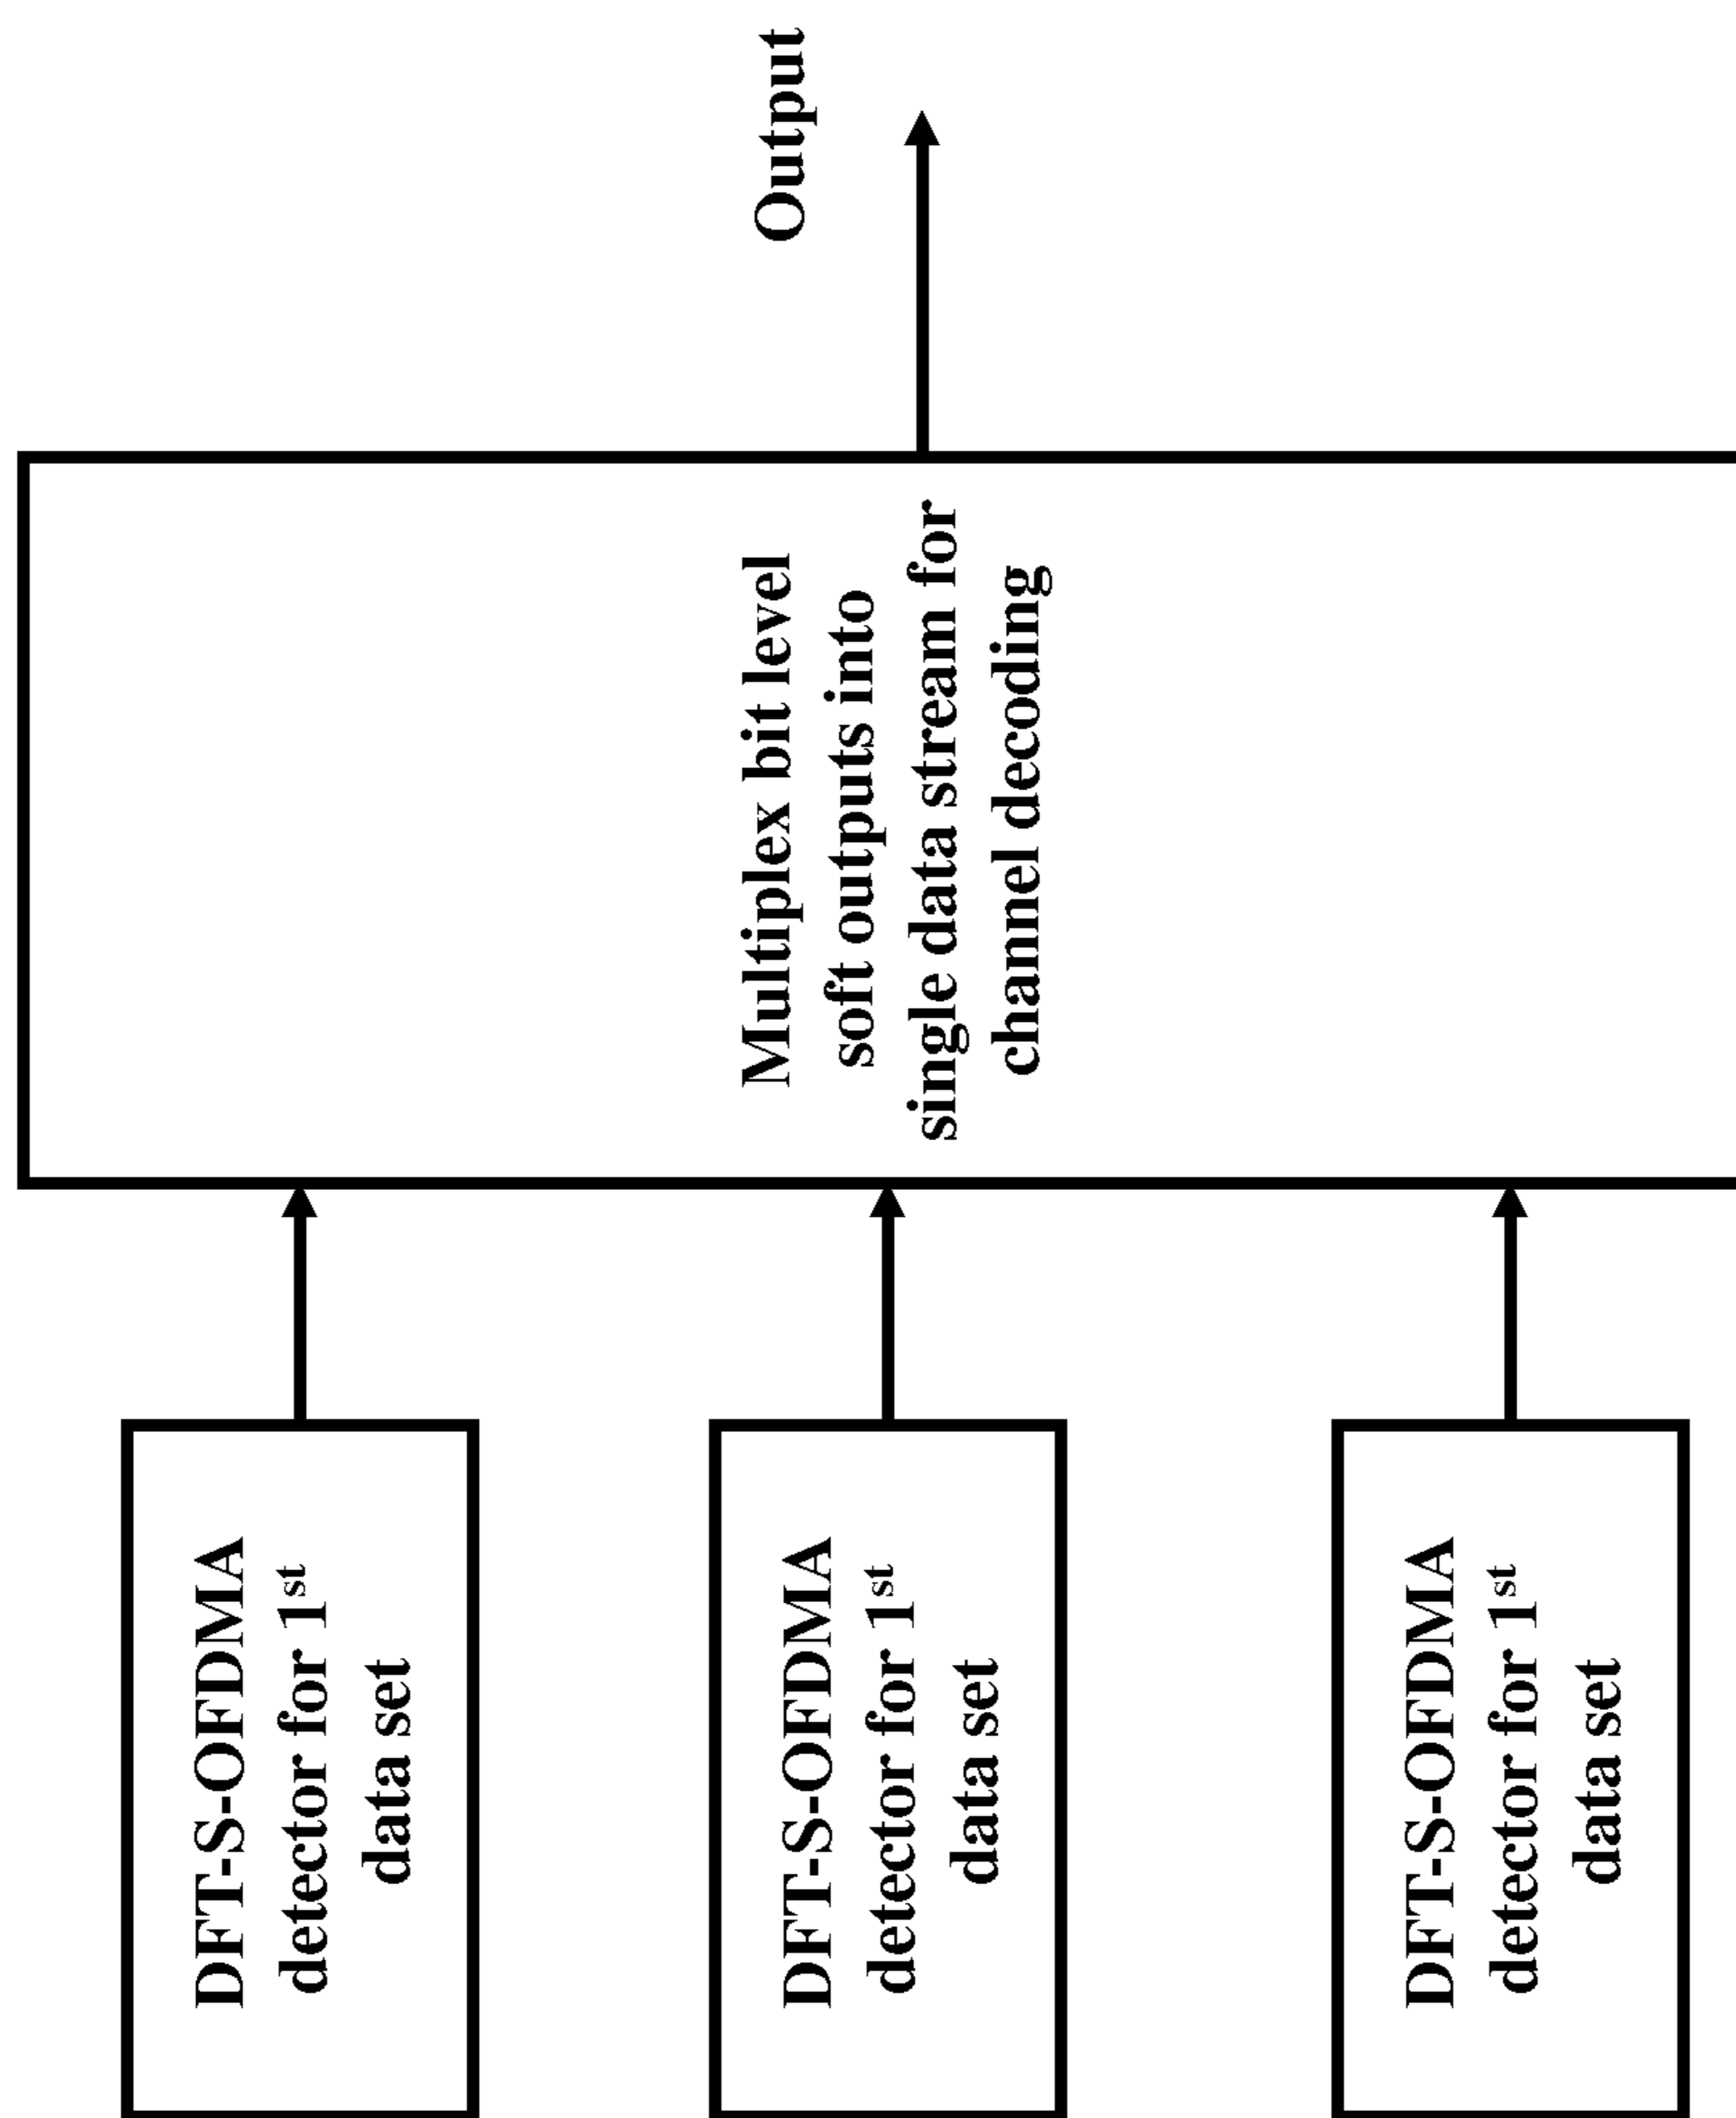 DFT-S-OFDMA
detector for 1st
data set
DFT-S-OFDMA
detector for 1st
data set
DFT-S-OFDMA
detector for 1st
data set
Multiplex bit level
soft outputs into
single data stream for
channel decoding
Output